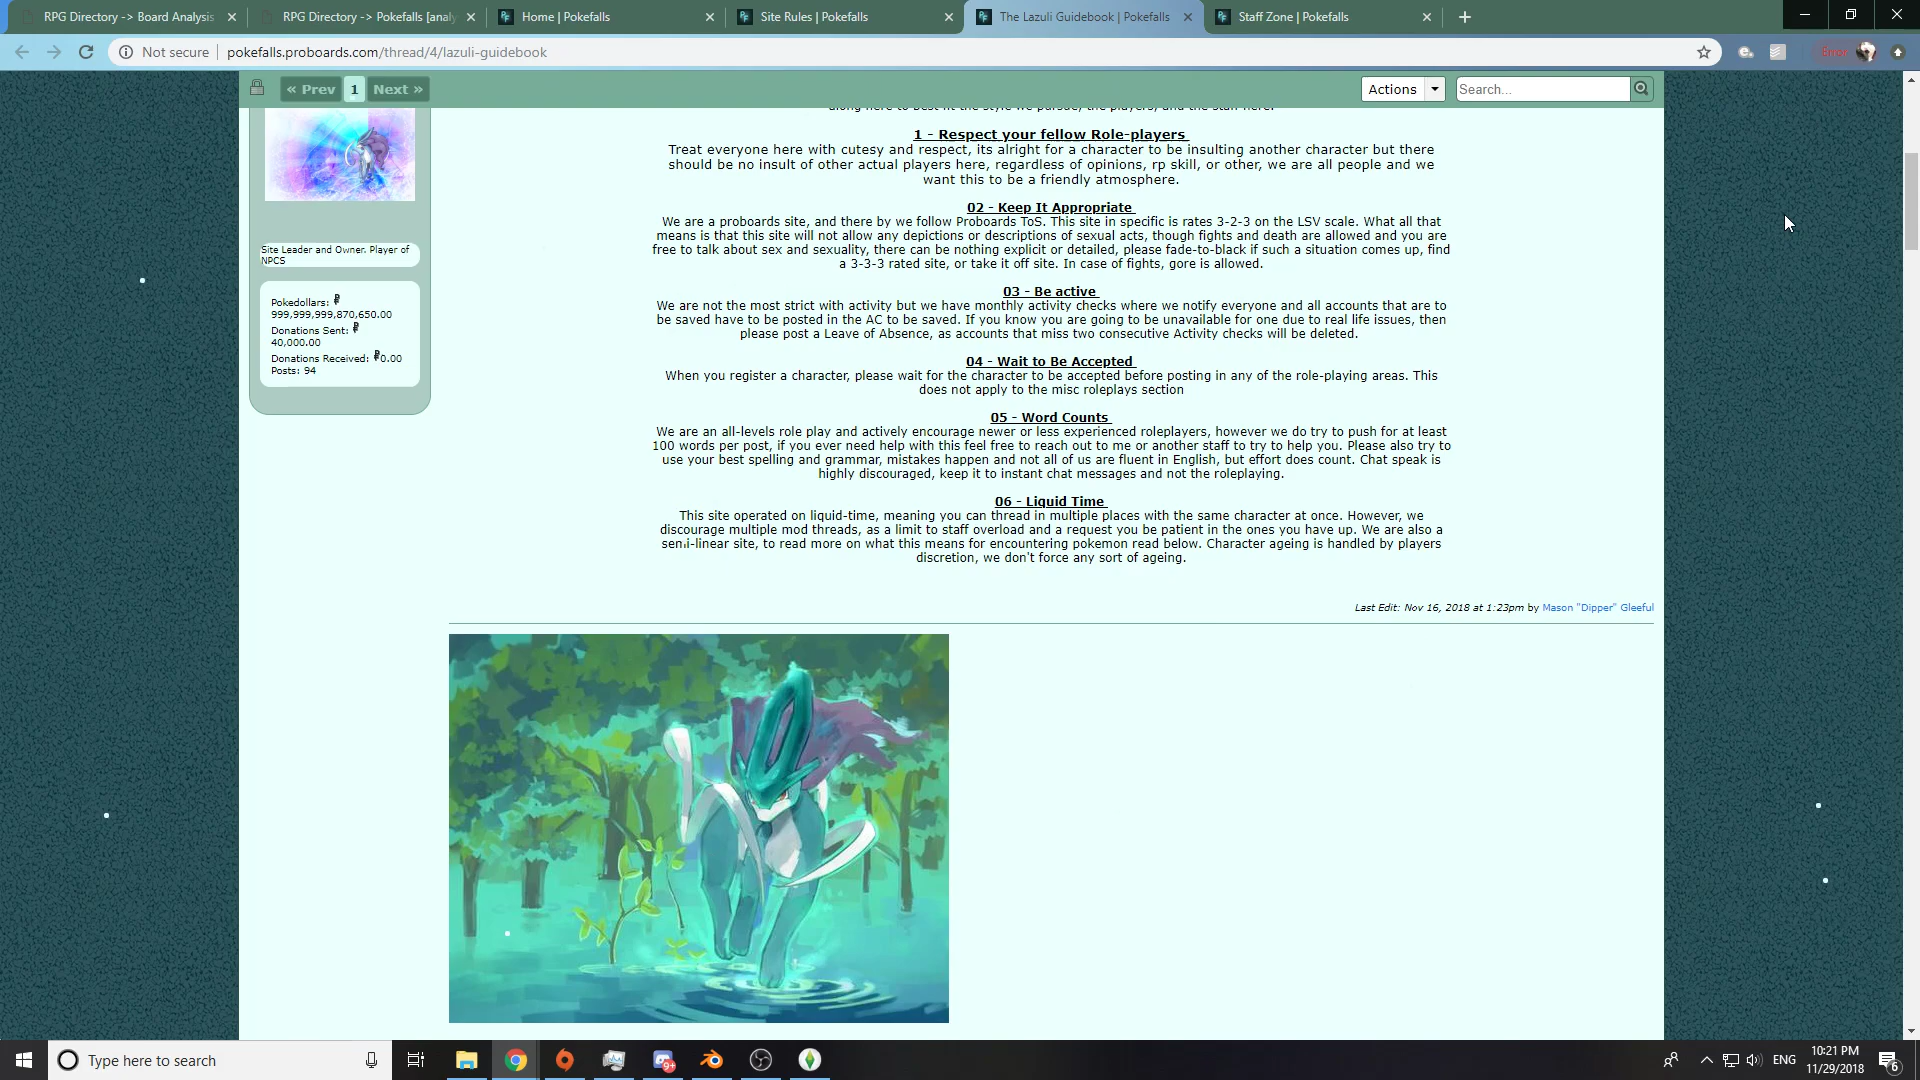 RPG Directory -> Board Analysis
RPG Directory -> Pokefalls [analy
Home | Pokefalls
Site Rules | Pokefalls
The Lazuli Guidebook | Pokefalls
Staff Zone | Pokefalls
Not secure
pokefalls.proboards.com/thread/4/lazuli-guidebook
Error
« Prev
1
Next »
Actions
Search...
along here to best fit the style we pursue, the players, and the staff here.
1 - Respect your fellow Role-players
Treat everyone here with cutesy and respect, its alright for a character to be insulting another character but there
should be no insult of other actual players here, regardless of opinions, rp skill, or other, we are all people and we
want this to be a friendly atmosphere.
02 - Keep It Appropriate
We are a proboards site, and there by we follow Proboards ToS. This site in specific is rates 3-2-3 on the LSV scale. What all that
means is that this site will not allow any depictions or descriptions of sexual acts, though fights and death are allowed and you are
free to talk about sex and sexuality, there can be nothing explicit or detailed, please fade-to-black if such a situation comes up, find
a 3-3-3 rated site, or take it off site. In case of fights, gore is allowed.
03 - Be active
We are not the most strict with activity but we have monthly activity checks where we notify everyone and all accounts that are to
be saved have to be posted in the AC to be saved. If you know you are going to be unavailable for one due to real life issues, then
please post a Leave of Absence, as accounts that miss two consecutive Activity checks will be deleted.
04 - Wait to Be Accepted
When you register a character, please wait for the character to be accepted before posting in any of the role-playing areas. This
does not apply to the misc roleplays section
05 - Word Counts
We are an all-levels role play and actively encourage newer or less experienced roleplayers, however we do try to push for at least
100 words per post, if you ever need help with this feel free to reach out to me or another staff to try to help you. Please also try to
use your best spelling and grammar, mistakes happen and not all of us are fluent in English, but effort does count. Chat speak is
highly discouraged, keep it to instant chat messages and not the roleplaying.
06 - Liquid Time
This site operated on liquid-time, meaning you can thread in multiple places with the same character at once. However, we
discourage multiple mod threads, as a limit to staff overload and a request you be patient in the ones you have up. We are also a
semi-linear site, to read more on what this means for encountering pokemon read below. Character ageing is handled by players
discretion, we don't force any sort of ageing.
Last Edit: Nov 16, 2018 at 1:23pm by Mason "Dipper" Gleeful
Site Leader and Owner. Player of
NPCS
Pokedollars:
999,999,999,870,650.00
Donations Sent:
40,000.00
Donations Received: 0.00
Posts: 94
Type here to search
9+
ENG
10:21 PM
11/29/2018
6